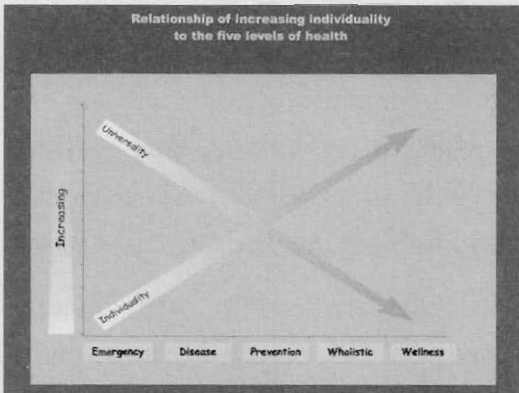 Relationship of increasing individuality
to the five levels of health
Universality
Increasing
Individuality
Emergency Disease Prevention Wholistic Wellness